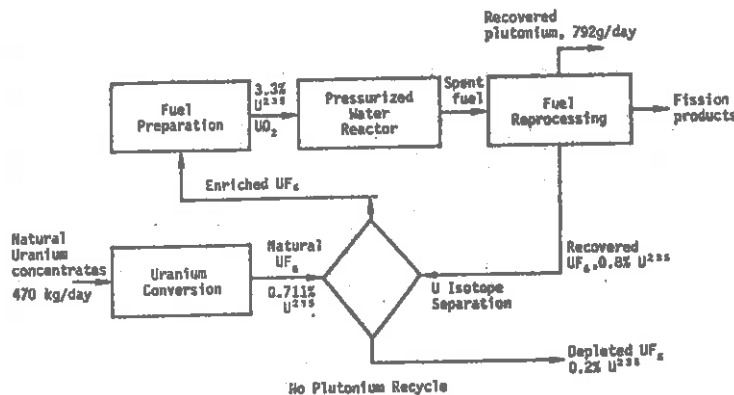 Recovered
plutonium, 792g/day
3.3%
U²³⁵
UO₂
Spent
fuel
Fuel
Preparation
Pressurized
Water
Reactor
Fuel
Reprocessing
Fission
products
Enriched UF₆
Natural
Uranium
concentrates
470 kg/day
Uranium
Conversion
Natural
UF₆
0.711%
U²³⁵
Recovered
UF₆, 0.8% U²³⁵
U Isotope
Separation
Depleted UF₆
0.2% U²³⁵
No Plutonium Recycle